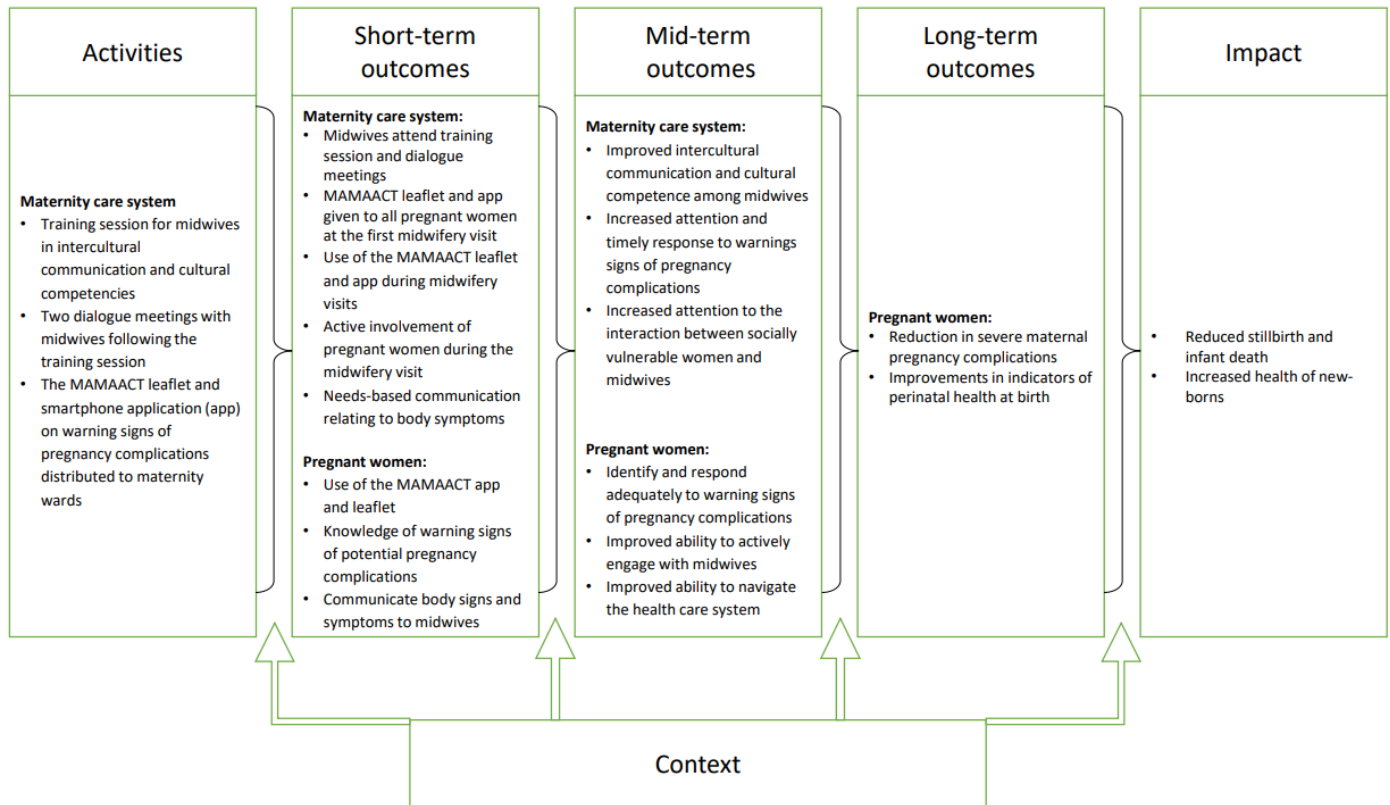 Activities
Maternity care system
• Training session for midwives
in intercultural
communication and cultural
competencies
• Two dialogue meetings with
midwives following the
training session
• The MAMAACT leaflet and
smartphone application (app)
on warning signs of
pregnancy complications
distributed to maternity
wards
Short-term
outcomes
Maternity care system:
• Midwives attend training
session and dialogue
meetings
• MAMAACT leaflet and app
given to all pregnant women
at the first midwifery visit
• Use of the MAMAACT leaflet
and app during midwifery
visits
• Active involvement of
pregnant women during the
midwifery visit
• Needs-based communication
relating to body symptoms
Pregnant women:
• Use of the MAMAACT app
and leaflet
• Knowledge of warning signs
of potential pregnancy
complications
• Communicate body signs and
symptoms to midwives
Mid-term
outcomes
Maternity care system:
• Improved intercultural
communication and cultural
competence among midwives
• Increased attention and
timely response to warnings
signs of pregnancy
complications
• Increased attention to the
interaction between socially
vulnerable women and
midwives
Pregnant women:
• Identify and respond
adequately to warning signs
of pregnancy complications
• Improved ability to actively
engage with midwives
• Improved ability to navigate
the health care system
Long-term
outcomes
Pregnant women:
• Reduction in severe maternal
pregnancy complications
• Improvements in indicators of
perinatal health at birth
Impact
• Reduced stillbirth and
infant death
• Increased health of new-
borns
Context